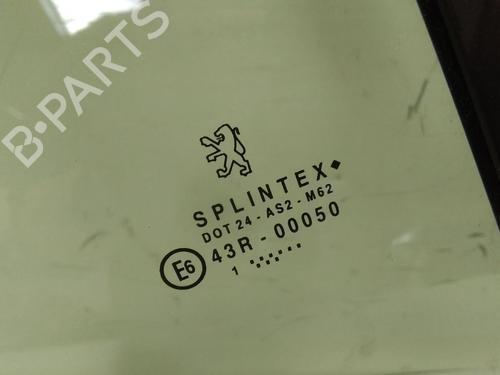 B-PARTS
SPLINTEX
DOT 24 - AS2 - M62
E6 43R - 00050
1